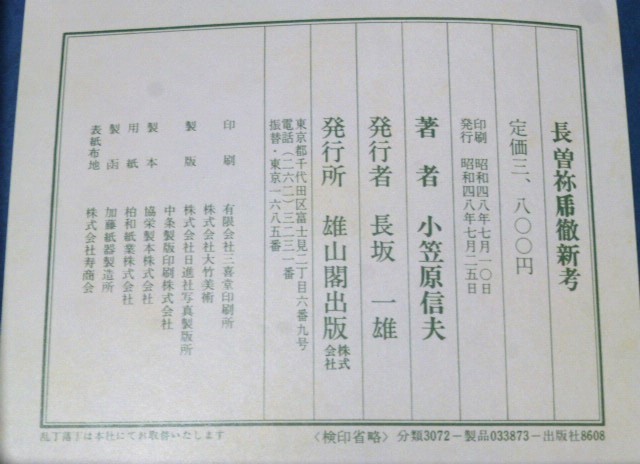 長曽祢乕徹新考
定価三、八〇〇円
印刷 昭和四八年七月一〇日
発行 昭和四八年七月二五日
著者 小笠原信夫
発行者 長坂一雄
発行所 雄山閣出版 株式会社
東京都千代田区富士見二丁目六番九号
電話(二六二)三二三一番
振替・東京一六八五番
印刷 有限会社三喜堂印刷所
株式会社大竹美術
製版 株式会社日進社写真製版所
中条製版印刷株式会社
製本 協栄製本株式会社
用紙 柏和紙業株式会社
製函 加藤紙器製造所
表紙布地 株式会社寿商会
乱丁落丁は本社にてお取替いたします
〈検印省略〉 分類3072-製品033873-出版社8608